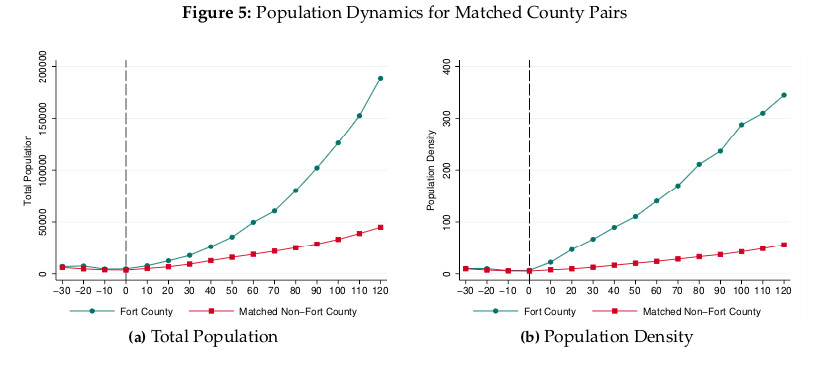 Figure 5: Population Dynamics for Matched County Pairs
Total Population
200000
150000
100000
50000
0
−30 −20 −10 0 10 20 30 40 50 60 70 80 90 100 110 120
Fort County
Matched Non−Fort County
(a) Total Population
Population Density
400
300
200
100
0
−30 −20 −10 0 10 20 30 40 50 60 70 80 90 100 110 120
Fort County
Matched Non−Fort County
(b) Population Density